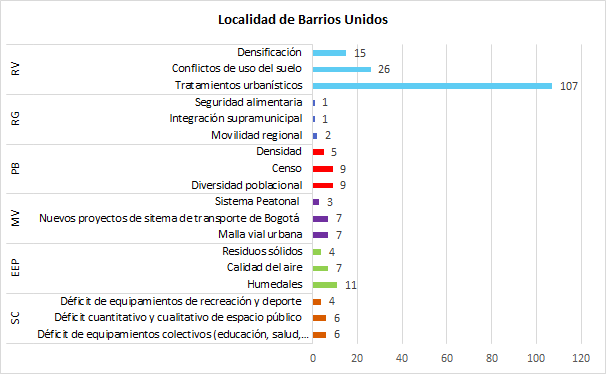 Localidad de Barrios Unidos
RV
Densificación 15
Conflictos de uso del suelo 26
Tratamientos urbanísticos 107
RG
Seguridad alimentaria 1
Integración supramunicipal 1
Movilidad regional 2
PB
Densidad 5
Censo 9
Diversidad poblacional 9
MV
Sistema Peatonal 3
Nuevos proyectos de sitema de transporte de Bogotá 7
Malla vial urbana 7
EEP
Residuos sólidos 4
Calidad del aire 7
Humedales 11
SC
Déficit de equipamientos de recreación y deporte 4
Déficit cuantitativo y cualitativo de espacio público 6
Déficit de equipamientos colectivos (educación, salud,... 6
0 20 40 60 80 100 120